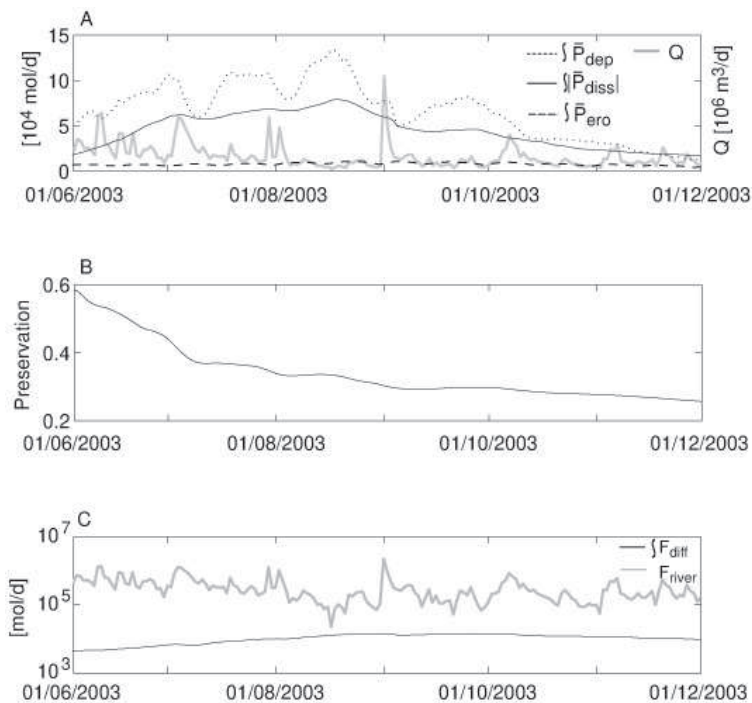 A
15
10
5
0
[10⁴ mol/d]
∫P̄dep
∫|P̄diss|
∫P̄ero
Q
Q [10⁶ m³/d]
01/06/2003 01/08/2003 01/10/2003 01/12/2003
B
0.6
0.4
0.2
Preservation
01/06/2003 01/08/2003 01/10/2003 01/12/2003
C
10⁷
10⁵
10³
[mol/d]
∫Fdiff
Friver
01/06/2003 01/08/2003 01/10/2003 01/12/2003